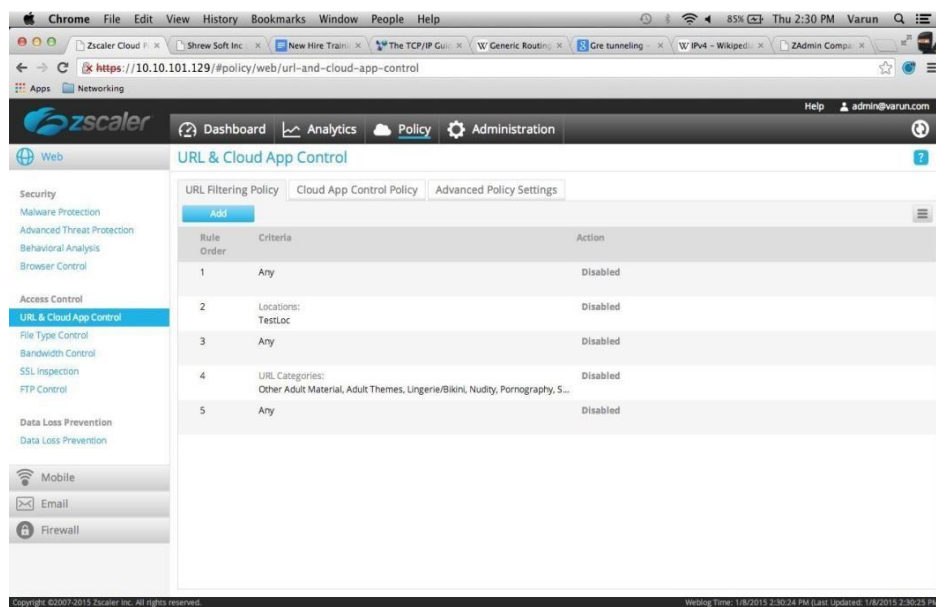 Chrome File Edit View History Bookmarks Window People Help 85% Thu 2:30 PM Varun
Zscaler Cloud P Shrew Soft Inc New Hire Train The TCP/IP Guid Generic Routing Gre tunneling - IPv4 - Wikipedi ZAdmin Compa
https://10.10.101.129/#policy/web/url-and-cloud-app-control
Apps Networking
Help admin@varun.com
zscaler Dashboard Analytics Policy Administration
Web URL & Cloud App Control ?
Security
Malware Protection
Advanced Threat Protection
Behavioral Analysis
Browser Control
Access Control
URL & Cloud App Control
File Type Control
Bandwidth Control
SSL Inspection
FTP Control
Data Loss Prevention
Data Loss Prevention
Mobile
Email
Firewall
URL Filtering Policy Cloud App Control Policy Advanced Policy Settings
Add
Rule Order Criteria Action
1 Any Disabled
2 Locations: Disabled
TestLoc
3 Any Disabled
4 URL Categories: Disabled
Other Adult Material, Adult Themes, Lingerie/Bikini, Nudity, Pornography, S...
5 Any Disabled
Copyright ©2007-2015 Zscaler Inc. All rights reserved. Weblog Time: 1/8/2015 2:30:24 PM (Last Updated: 1/8/2015 2:30:25 PM